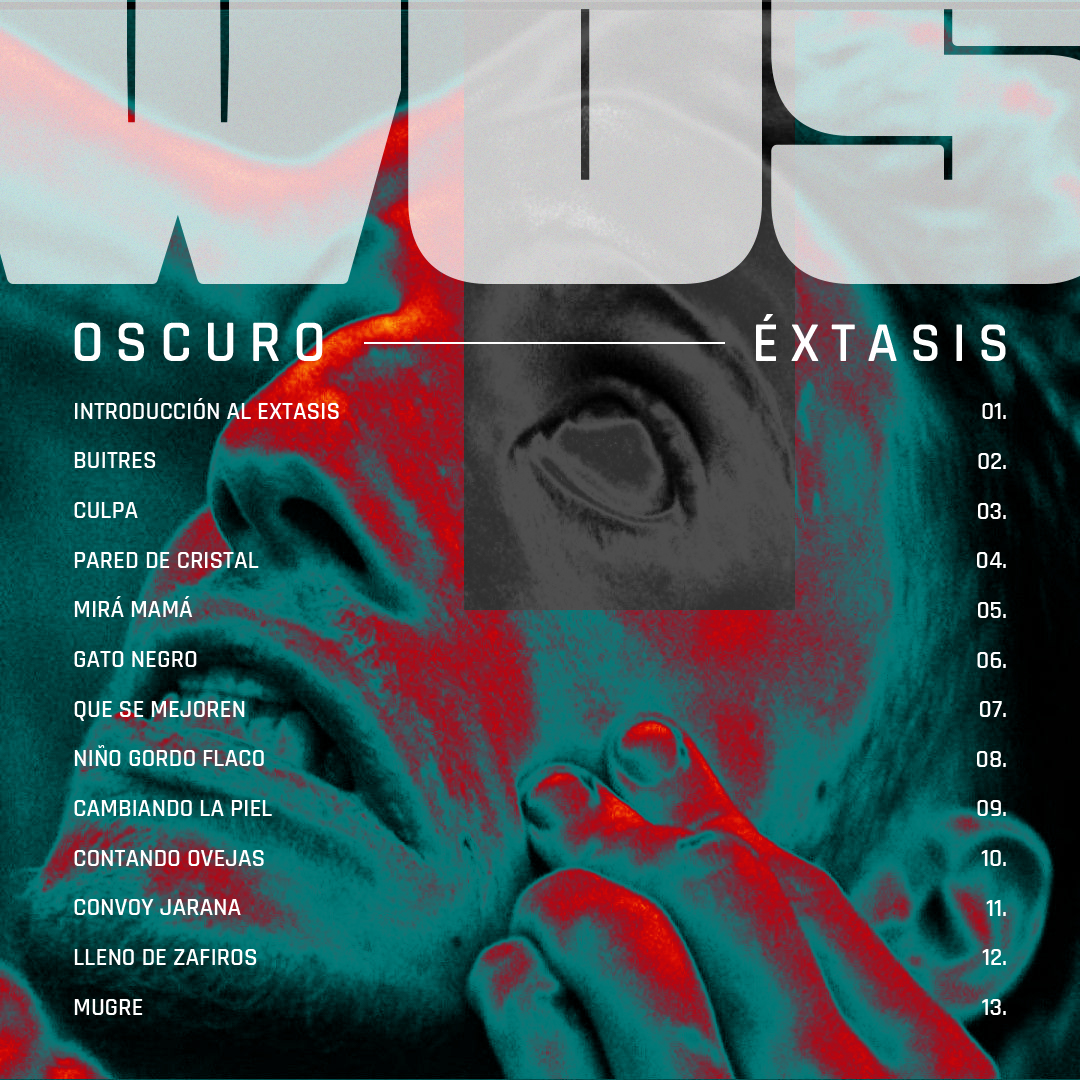 WOS
OSCURO ÉXTASIS
INTRODUCCIÓN AL EXTASIS 01.
BUITRES 02.
CULPA 03.
PARED DE CRISTAL 04.
MIRÁ MAMÁ 05.
GATO NEGRO 06.
QUE SE MEJOREN 07.
NIÑO GORDO FLACO 08.
CAMBIANDO LA PIEL 09.
CONTANDO OVEJAS 10.
CONVOY JARANA 11.
LLENO DE ZAFIROS 12.
MUGRE 13.